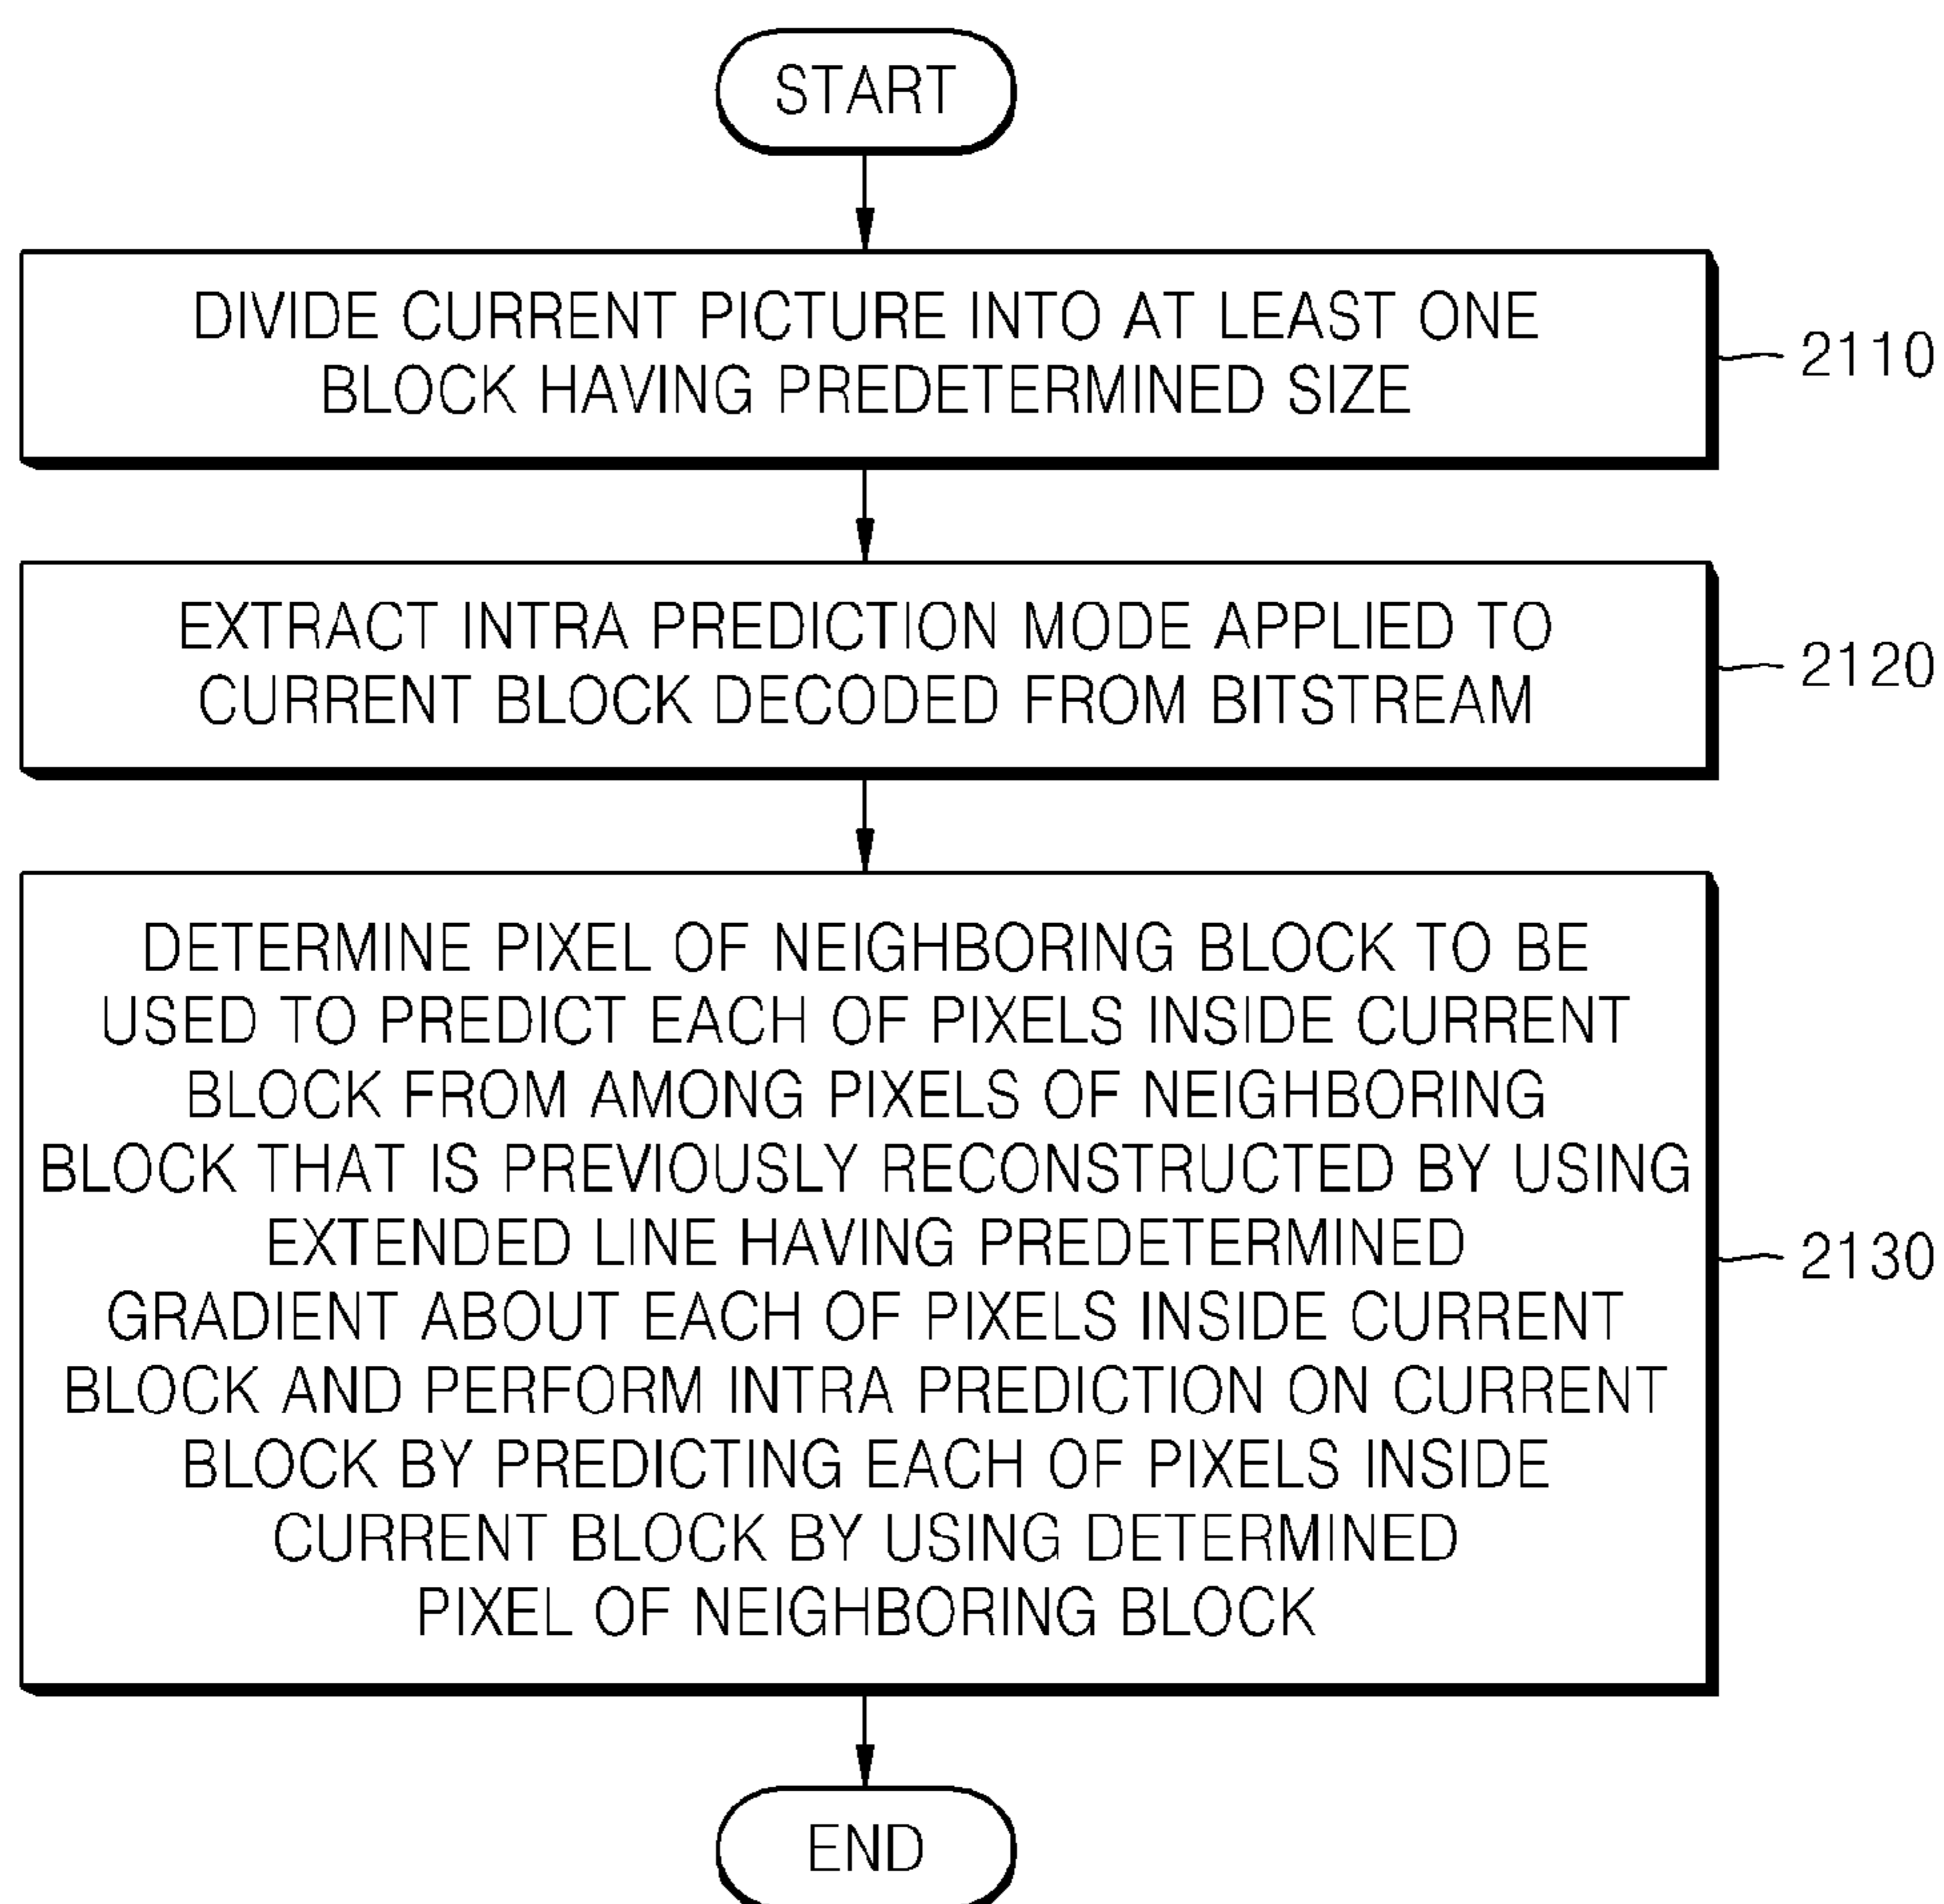 START
DIVIDE CURRENT PICTURE INTO AT LEAST ONE
BLOCK HAVING PREDETERMINED SIZE
2110
EXTRACT INTRA PREDICTION MODE APPLIED TO
CURRENT BLOCK DECODED FROM BITSTREAM
2120
DETERMINE PIXEL OF NEIGHBORING BLOCK TO BE
USED TO PREDICT EACH OF PIXELS INSIDE CURRENT
BLOCK FROM AMONG PIXELS OF NEIGHBORING
BLOCK THAT IS PREVIOUSLY RECONSTRUCTED BY USING
EXTENDED LINE HAVING PREDETERMINED
GRADIENT ABOUT EACH OF PIXELS INSIDE CURRENT
BLOCK AND PERFORM INTRA PREDICTION ON CURRENT
BLOCK BY PREDICTING EACH OF PIXELS INSIDE
CURRENT BLOCK BY USING DETERMINED
PIXEL OF NEIGHBORING BLOCK
2130
END